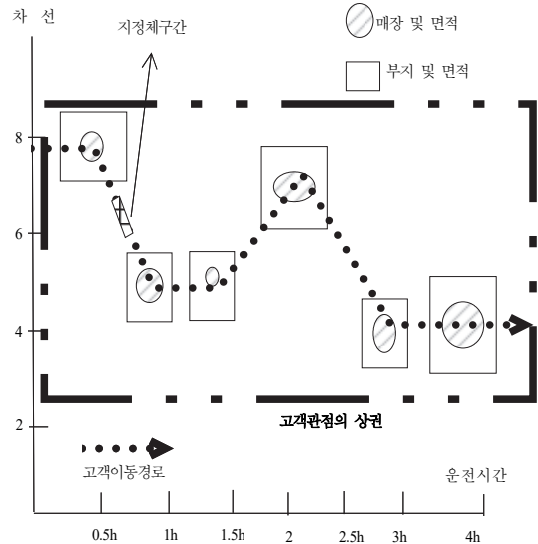 차 선
지정체구간
매장 및 면적
부지 및 면적
8
6
4
2
고객관점의 상권
고객이동경로
운전시간
0.5h 1h 1.5h 2 2.5h 3h 4h